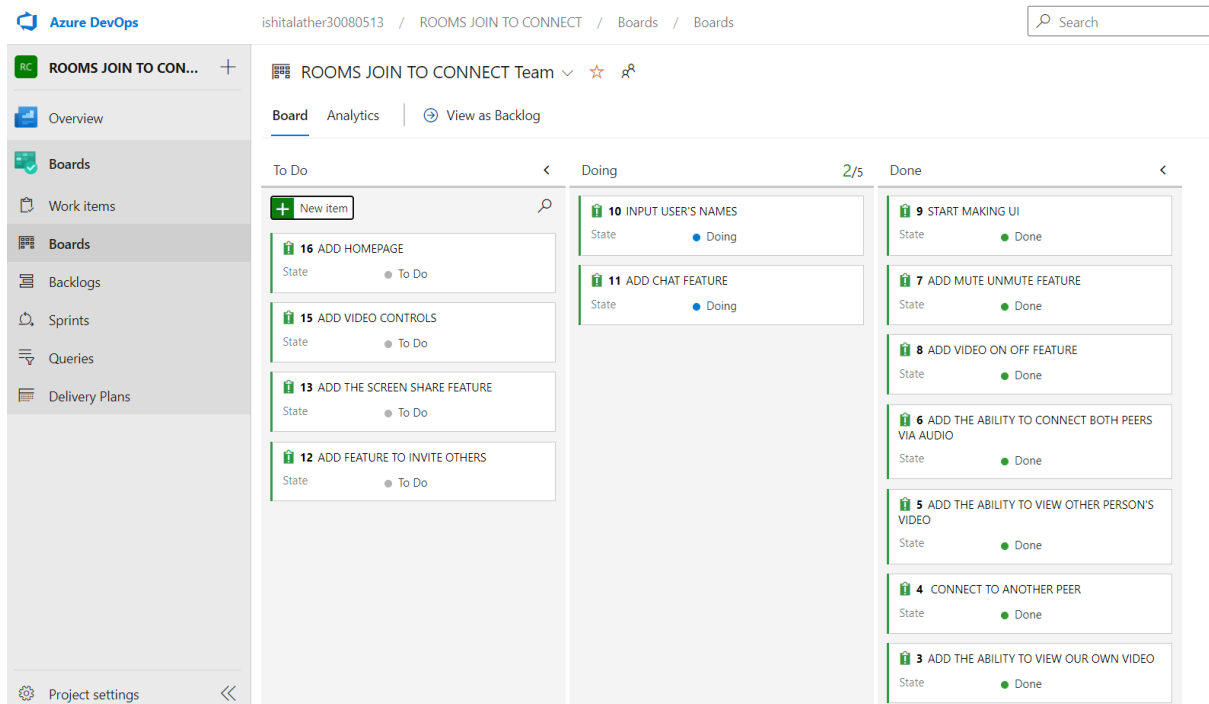 Azure DevOps
ishitalather30080513 / ROOMS JOIN TO CONNECT / Boards / Boards
Search
RC ROOMS JOIN TO CON...
Overview
Boards
Work items
Boards
Backlogs
Sprints
Queries
Delivery Plans
Project settings
ROOMS JOIN TO CONNECT Team
Board Analytics View as Backlog
To Do
New item
16 ADD HOMEPAGE
State To Do
15 ADD VIDEO CONTROLS
State To Do
13 ADD THE SCREEN SHARE FEATURE
State To Do
12 ADD FEATURE TO INVITE OTHERS
State To Do
Doing 2/5
10 INPUT USER'S NAMES
State Doing
11 ADD CHAT FEATURE
State Doing
Done
9 START MAKING UI
State Done
7 ADD MUTE UNMUTE FEATURE
State Done
8 ADD VIDEO ON OFF FEATURE
State Done
6 ADD THE ABILITY TO CONNECT BOTH PEERS
VIA AUDIO
State Done
5 ADD THE ABILITY TO VIEW OTHER PERSON'S
VIDEO
State Done
4 CONNECT TO ANOTHER PEER
State Done
3 ADD THE ABILITY TO VIEW OUR OWN VIDEO
State Done